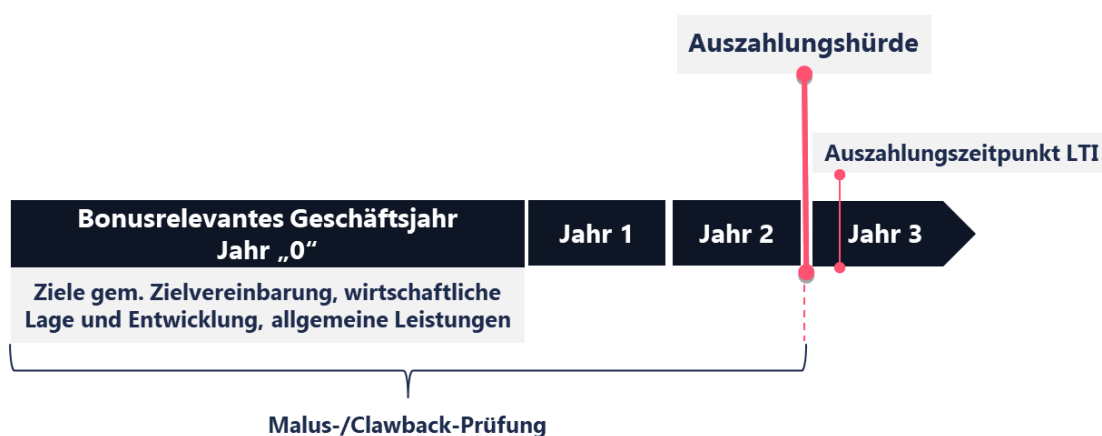 Auszahlungshürde
Auszahlungszeitpunkt LTI
Bonusrelevantes Geschäftsjahr
Jahr „0“
Jahr 1
Jahr 2
Jahr 3
Ziele gem. Zielvereinbarung, wirtschaftliche
Lage und Entwicklung, allgemeine Leistungen
Malus-/Clawback-Prüfung